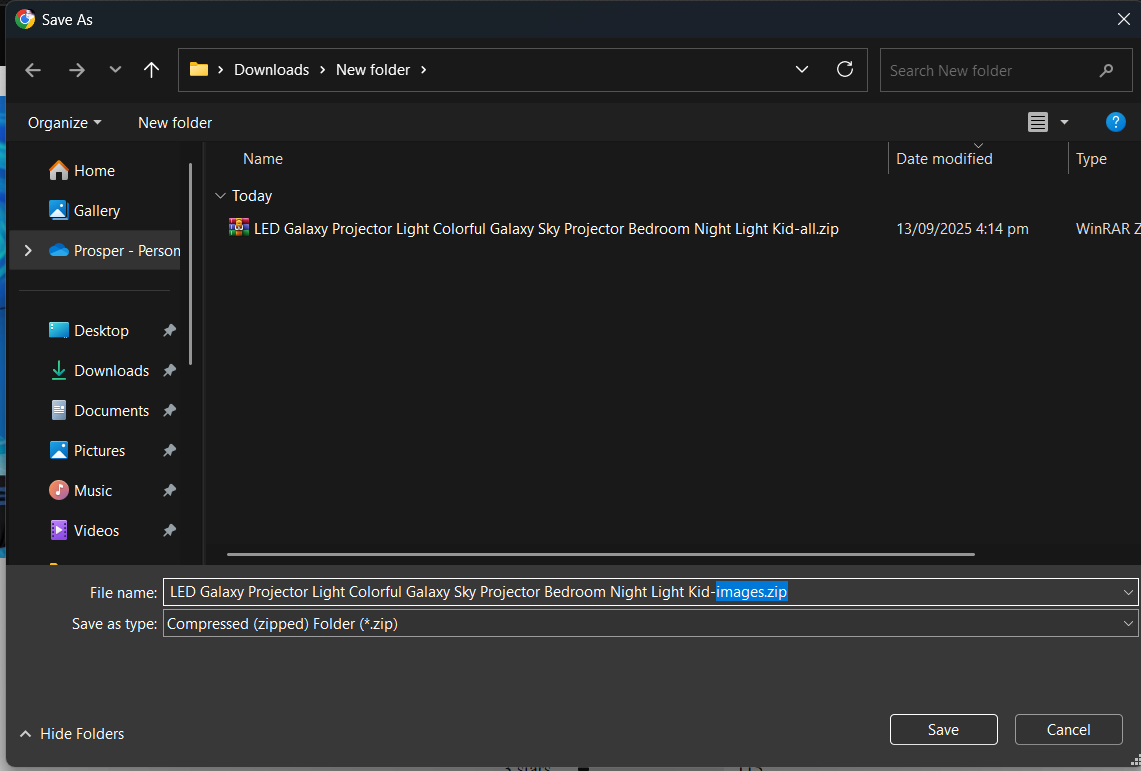 Save As
Downloads > New folder >
Search New folder
Organize
New folder
Name
Date modified
Type
Home
Gallery
Prosper - Person
Desktop
Downloads
Documents
Pictures
Music
Videos
Today
LED Galaxy Projector Light Colorful Galaxy Sky Projector Bedroom Night Light Kid-all.zip
13/09/2025 4:14 pm
WinRAR Z
File name: LED Galaxy Projector Light Colorful Galaxy Sky Projector Bedroom Night Light Kid-images.zip
Save as type: Compressed (zipped) Folder (*.zip)
Hide Folders
Save
Cancel